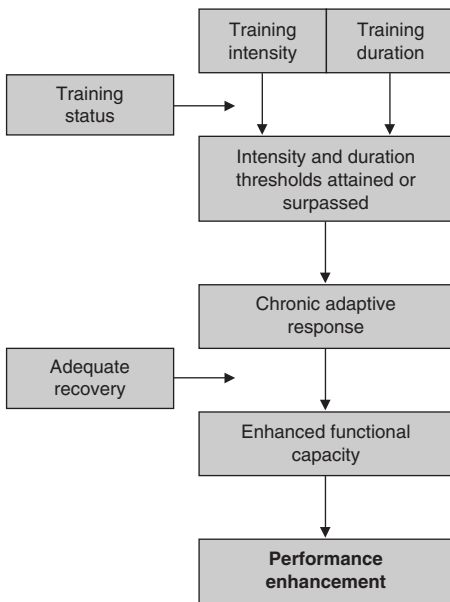 Training
intensity
Training
duration
Training
status
Intensity and duration
thresholds attained or
surpassed
Chronic adaptive
response
Adequate
recovery
Enhanced functional
capacity
Performance
enhancement